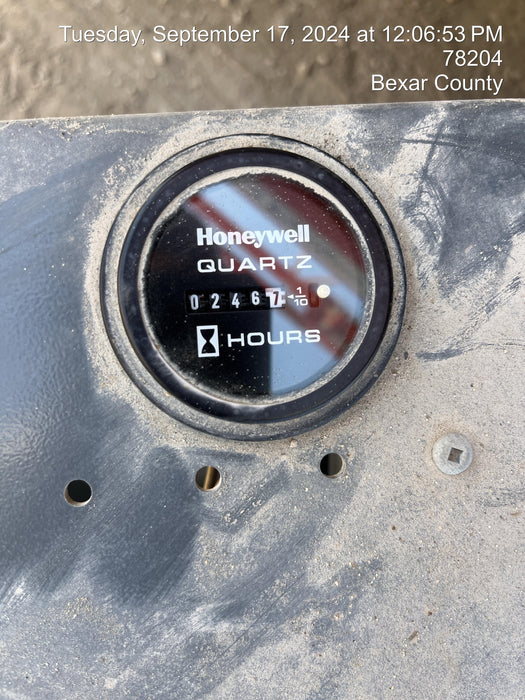 Tuesday, September 17, 2024 at 12:06:53 PM
78204
Bexar County
Honeywell
QUARTZ
0 2 4 6 7 1/10
HOURS